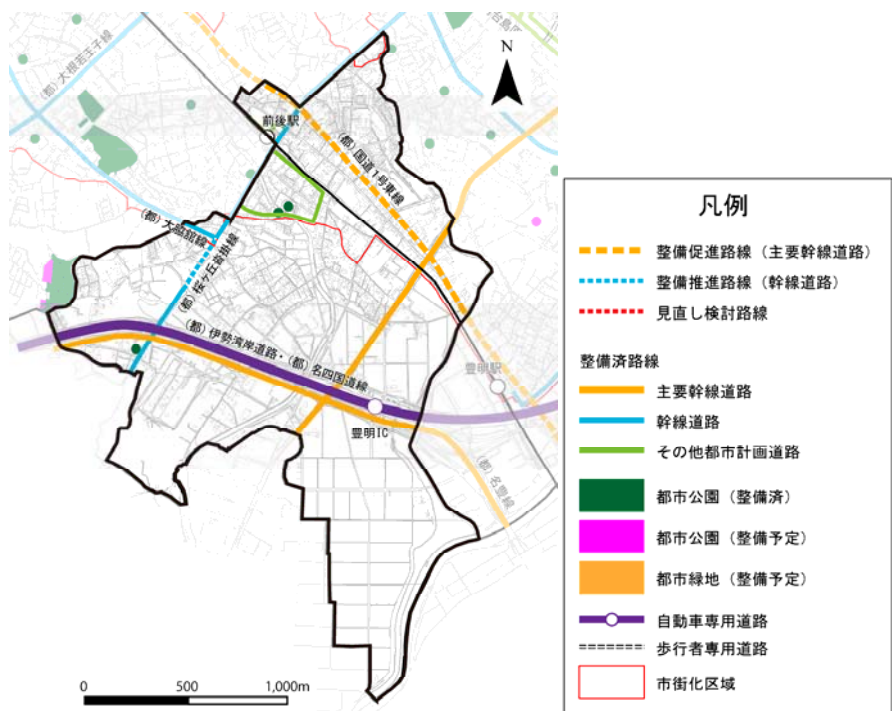 (都) 大根若王子線
N
前後駅
(都) 国道1号東線
(都) 大脇舘線
(都) 桜ヶ丘沓掛線
(都) 伊勢湾岸道路・(都) 名四国道線
豊明駅
豊明IC
(都) 名豊線
0 500 1,000m
凡例
整備促進路線（主要幹線道路）
整備推進路線（幹線道路）
見直し検討路線
整備済路線
主要幹線道路
幹線道路
その他都市計画道路
都市公園（整備済）
都市公園（整備予定）
都市緑地（整備予定）
自動車専用道路
歩行者専用道路
市街化区域